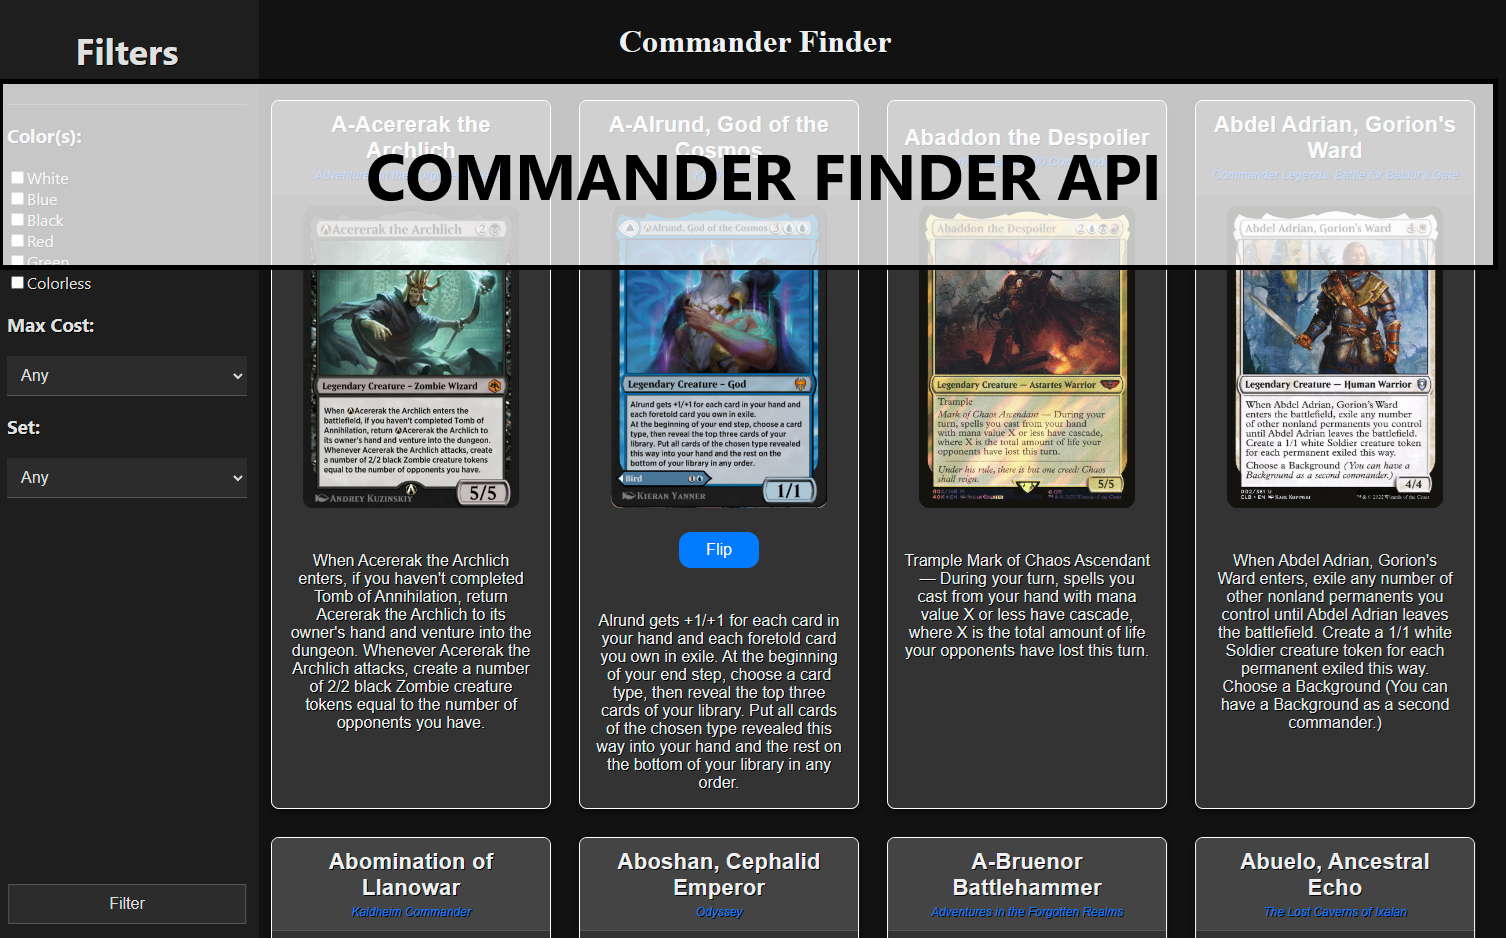 Filters
Commander Finder
COMMANDER FINDER API
Color(s):
White
Blue
Black
Red
Green
Colorless
Max Cost:
Any
Set:
Any
Filter
A-Acererak the
Archlich
Acererak the Archlich 2
Legendary Creature – Zombie Wizard
When Acererak the Archlich enters the
battlefield, if you haven't completed Tomb of
Annihilation, return Acererak the Archlich to
its owner's hand and venture into the dungeon.
Whenever Acererak the Archlich attacks, create
a number of 2/2 black Zombie creature tokens
equal to the number of opponents you have.
5/5
Andrey Kuzinskiy
When Acererak the Archlich
enters, if you haven't completed
Tomb of Annihilation, return
Acererak the Archlich to its
owner's hand and venture into the
dungeon. Whenever Acererak the
Archlich attacks, create a number
of 2/2 black Zombie creature
tokens equal to the number of
opponents you have.
A-Alrund, God of the
Cosmos
Alrund, God of the Cosmos 3
Legendary Creature – God
Alrund gets +1/+1 for each card in your hand and
each foretold card you own in exile.
At the beginning of your end step, choose a card
type, then reveal the top three cards of your
library. Put all cards of the chosen type revealed
this way into your hand and the rest on the
bottom of your library in any order.
Bird
1/1
Kieran Yanner
Flip
Alrund gets +1/+1 for each card in
your hand and each foretold card
you own in exile. At the beginning
of your end step, choose a card
type, then reveal the top three
cards of your library. Put all cards
of the chosen type revealed this
way into your hand and the rest on
the bottom of your library in any
order.
Abaddon the Despoiler
Abaddon the Despoiler 2
Legendary Creature — Astartes Warrior
Trample
Mark of Chaos Ascendant — During your
turn, spells you cast from your hand
with mana value X or less have cascade,
where X is the total amount of life your
opponents have lost this turn.
Under his rule, there is but one creed: Chaos
shall reign.
5/5
Trample Mark of Chaos Ascendant
— During your turn, spells you
cast from your hand with mana
value X or less have cascade,
where X is the total amount of life
your opponents have lost this turn.
Abdel Adrian, Gorion's
Ward
Commander Legends: Battle for Baldur's Gate
Abdel Adrian, Gorion's Ward 4
Legendary Creature — Human Warrior
When Abdel Adrian, Gorion's Ward
enters the battlefield, exile any number
of other nonland permanents you control
until Abdel Adrian leaves the battlefield.
Create a 1/1 white Soldier creature token
for each permanent exiled this way.
Choose a Background (You can have a
Background as a second commander.)
4/4
When Abdel Adrian, Gorion's
Ward enters, exile any number of
other nonland permanents you
control until Abdel Adrian leaves
the battlefield. Create a 1/1 white
Soldier creature token for each
permanent exiled this way.
Choose a Background (You can
have a Background as a second
commander.)
Abomination of
Llanowar
Kaldheim Commander
Aboshan, Cephalid
Emperor
Odyssey
A-Bruenor
Battlehammer
Adventures in the Forgotten Realms
Abuelo, Ancestral
Echo
The Lost Caverns of Ixalan